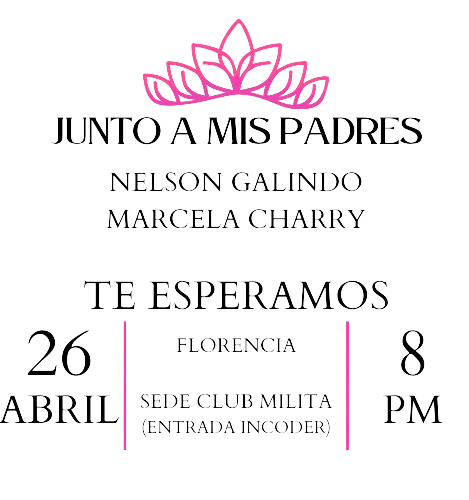 JUNTO A MIS PADRES
NELSON GALINDO
MARCELA CHARRY
TE ESPERAMOS
26
ABRIL
FLORENCIA
SEDE CLUB MILITA
(ENTRADA INCODER)
8
PM